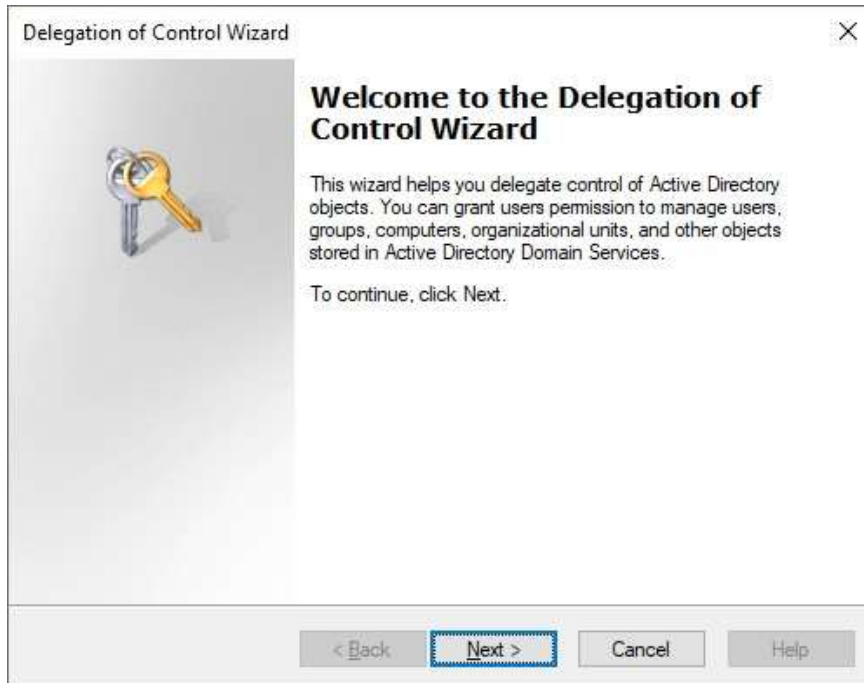 Delegation of Control Wizard
Welcome to the Delegation of
Control Wizard
This wizard helps you delegate control of Active Directory
objects. You can grant users permission to manage users,
groups, computers, organizational units, and other objects
stored in Active Directory Domain Services.
To continue, click Next.
< Back
Next >
Cancel
Help